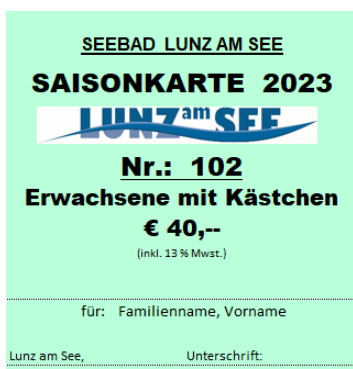 SEEBAD LUNZ AM SEE
SAISONKARTE 2023
LUNZ am SEE
Nr.: 102
Erwachsene mit Kästchen
€ 40,--
(inkl. 13 % Mwst.)
für: Familienname, Vorname
Lunz am See, Unterschrift: